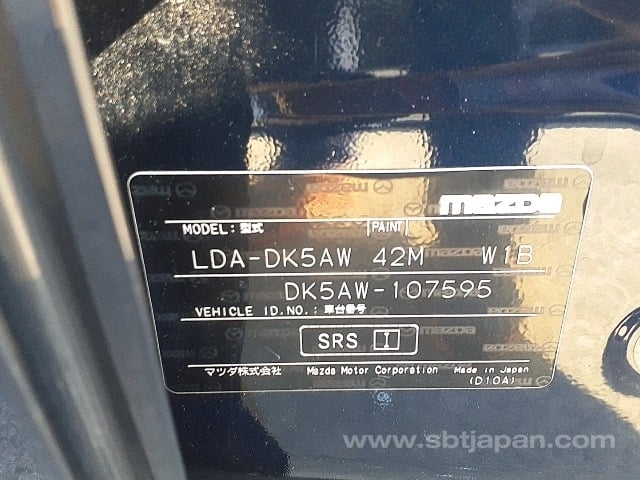 mazda
MODEL: 型式 PAINT
LDA-DK5AW 42M W1B
DK5AW-107595
VEHICLE ID.NO.: 車台番号
SRS I
マツダ株式会社 Mazda Motor Corporation Made in Japan
(D10A)
www.sbtjapan.com